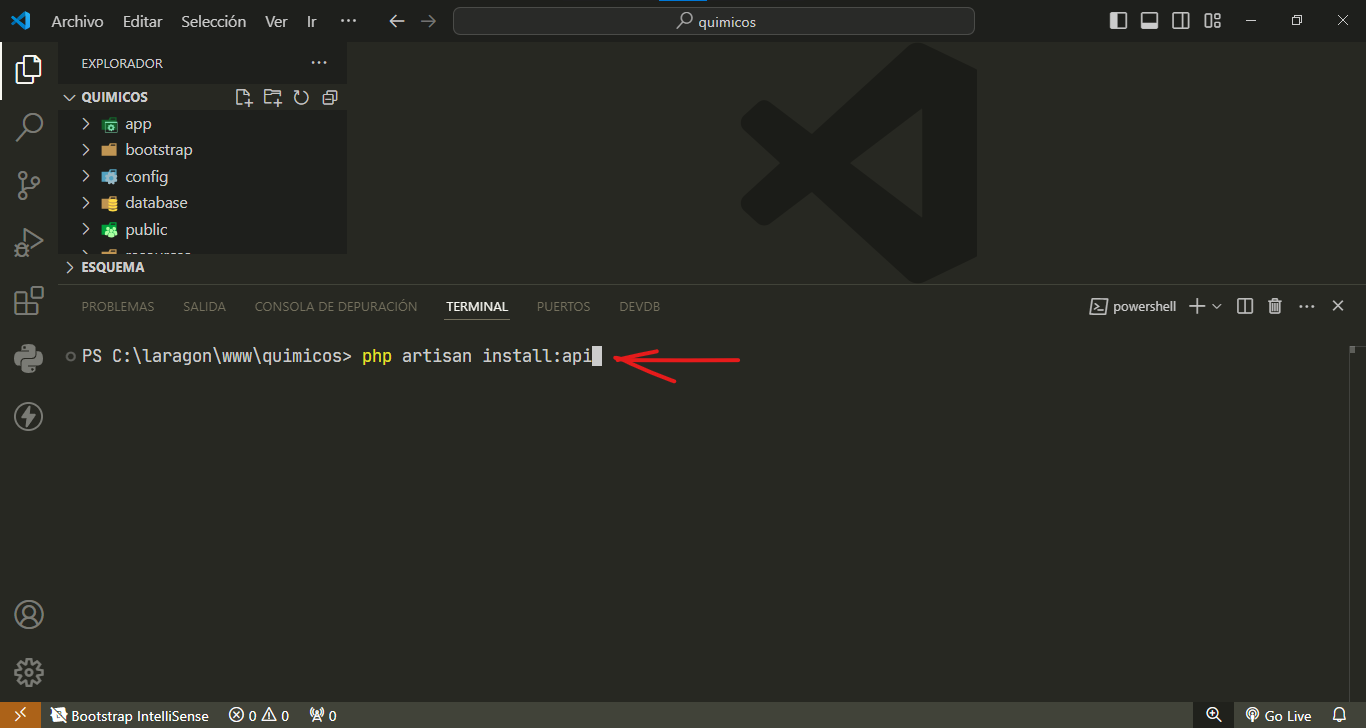 Archivo Editar Selección Ver Ir ··· quimicos
EXPLORADOR ···
QUIMICOS
app
bootstrap
config
database
public
ESQUEMA
PROBLEMAS SALIDA CONSOLA DE DEPURACIÓN TERMINAL PUERTOS DEVDB powershell ···
PS C:\laragon\www\quimicos> php artisan install:api
Bootstrap IntelliSense 0 0 0 Go Live